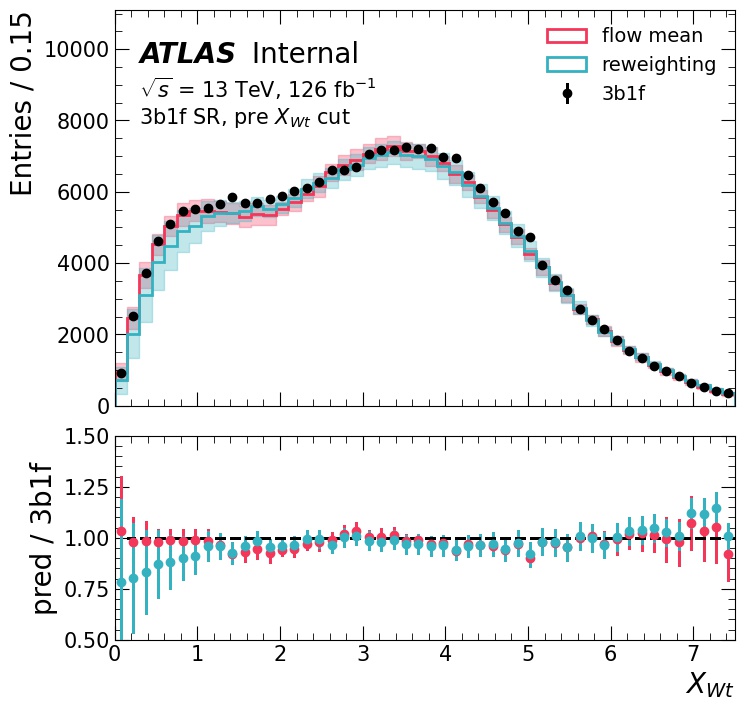 Entries / 0.15
10000
8000
6000
4000
2000
0
ATLAS Internal
√s = 13 TeV, 126 fb⁻¹
3b1f SR, pre X_Wt cut
flow mean
reweighting
3b1f
pred / 3b1f
1.50
1.25
1.00
0.75
0.50
0 1 2 3 4 5 6 7
X_Wt